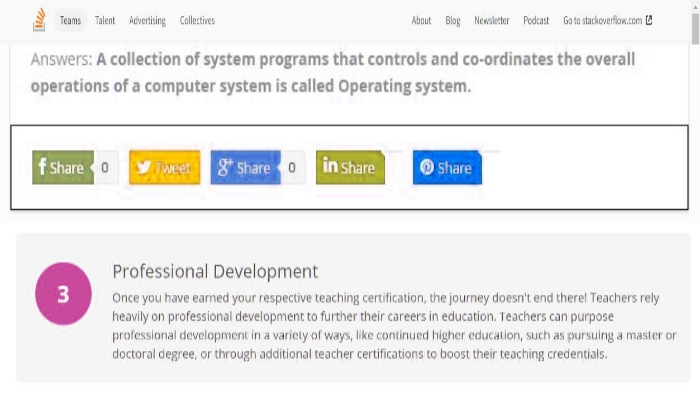 Teams Talent Advertising Collectives About Blog Newsletter Podcast Go to stackoverflow.com
Answers: A collection of system programs that controls and co-ordinates the overall
operations of a computer system is called Operating system.
f Share 0 Tweet g+ Share 0 in Share Share
3
Professional Development
Once you have earned your respective teaching certification, the journey doesn't end there! Teachers rely
heavily on professional development to further their careers in education. Teachers can purpose
professional development in a variety of ways, like continued higher education, such as pursuing a master or
doctoral degree, or through additional teacher certifications to boost their teaching credentials.